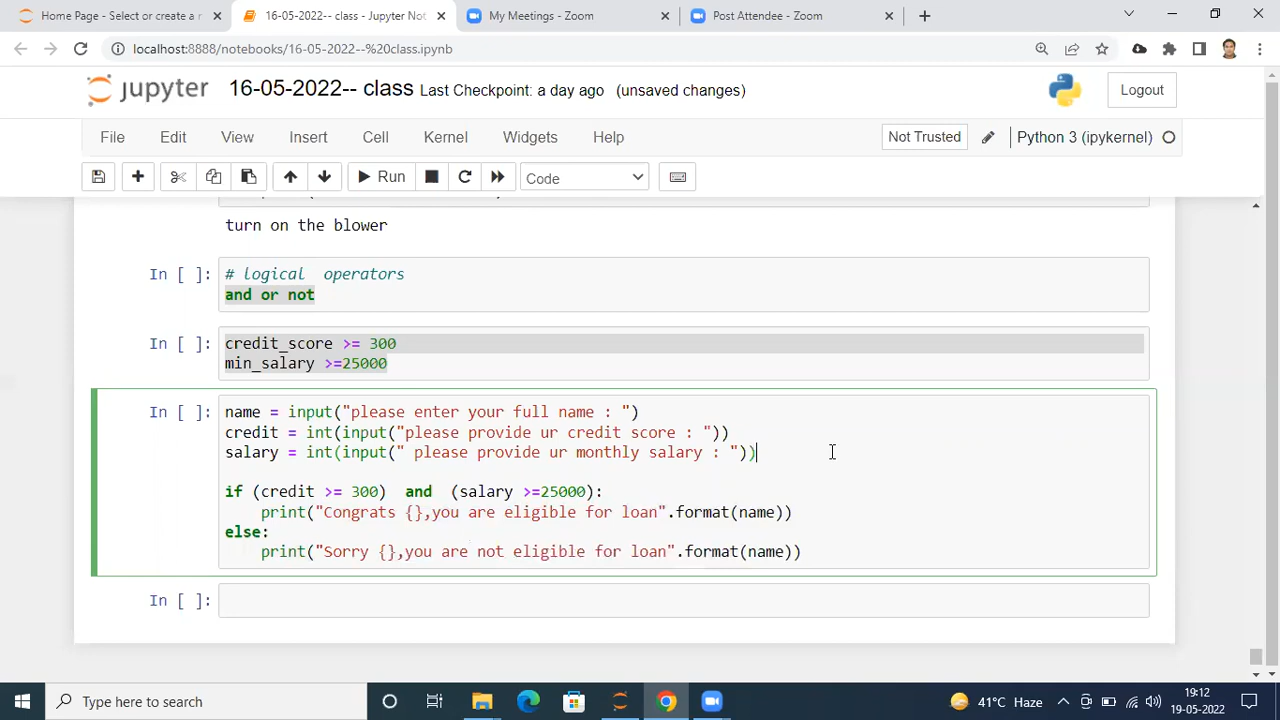 Home Page - Select or create a n
16-05-2022-- class - Jupyter Not
My Meetings - Zoom
Post Attendee - Zoom
localhost:8888/notebooks/16-05-2022--%20class.ipynb
jupyter 16-05-2022-- class Last Checkpoint: a day ago (unsaved changes)
Logout
File Edit View Insert Cell Kernel Widgets Help
Not Trusted
Python 3 (ipykernel)
Run
Code
turn on the blower
In [ ]: # logical  operators
and or not
In [ ]: credit_score >= 300
min_salary >=25000
In [ ]: name = input("please enter your full name : ")
credit = int(input("please provide ur credit score : "))
salary = int(input(" please provide ur monthly salary : "))
if (credit >= 300)  and  (salary >=25000):
    print("Congrats {},you are eligible for loan".format(name))
else:
    print("Sorry {},you are not eligible for loan".format(name))
In [ ]:
Type here to search
41°C Haze
19:12
19-05-2022